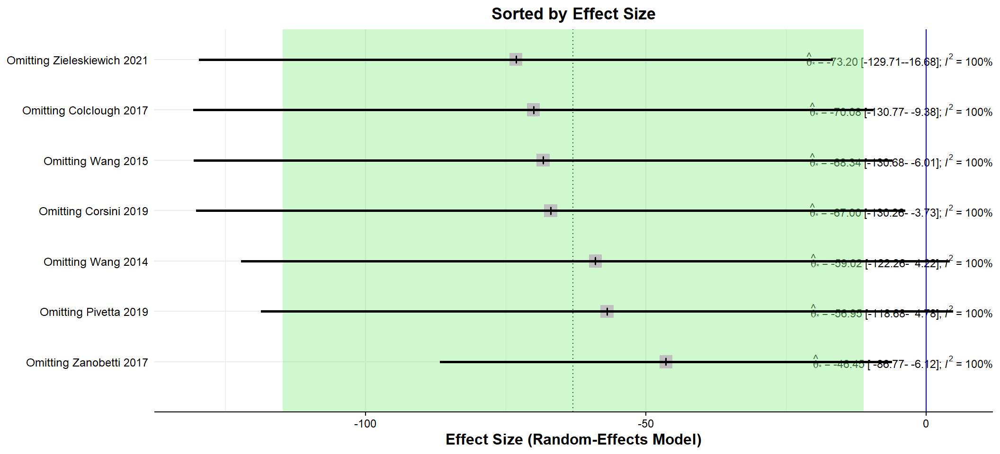 Sorted by Effect Size
Omitting Zieleskiewich 2021 θ̂* = -73.20 [-129.71--16.68]; I² = 100%
Omitting Colclough 2017 θ̂* = -70.08 [-130.77- -9.38]; I² = 100%
Omitting Wang 2015 θ̂* = -68.34 [-130.68- -6.01]; I² = 100%
Omitting Corsini 2019 θ̂* = -67.00 [-130.26- -3.73]; I² = 100%
Omitting Wang 2014 θ̂* = -59.02 [-122.26-  4.22]; I² = 100%
Omitting Pivetta 2019 θ̂* = -56.95 [-118.68-  4.78]; I² = 100%
Omitting Zanobetti 2017 θ̂* = -46.45 [ -86.77- -6.12]; I² = 100%
-100 -50 0
Effect Size (Random-Effects Model)